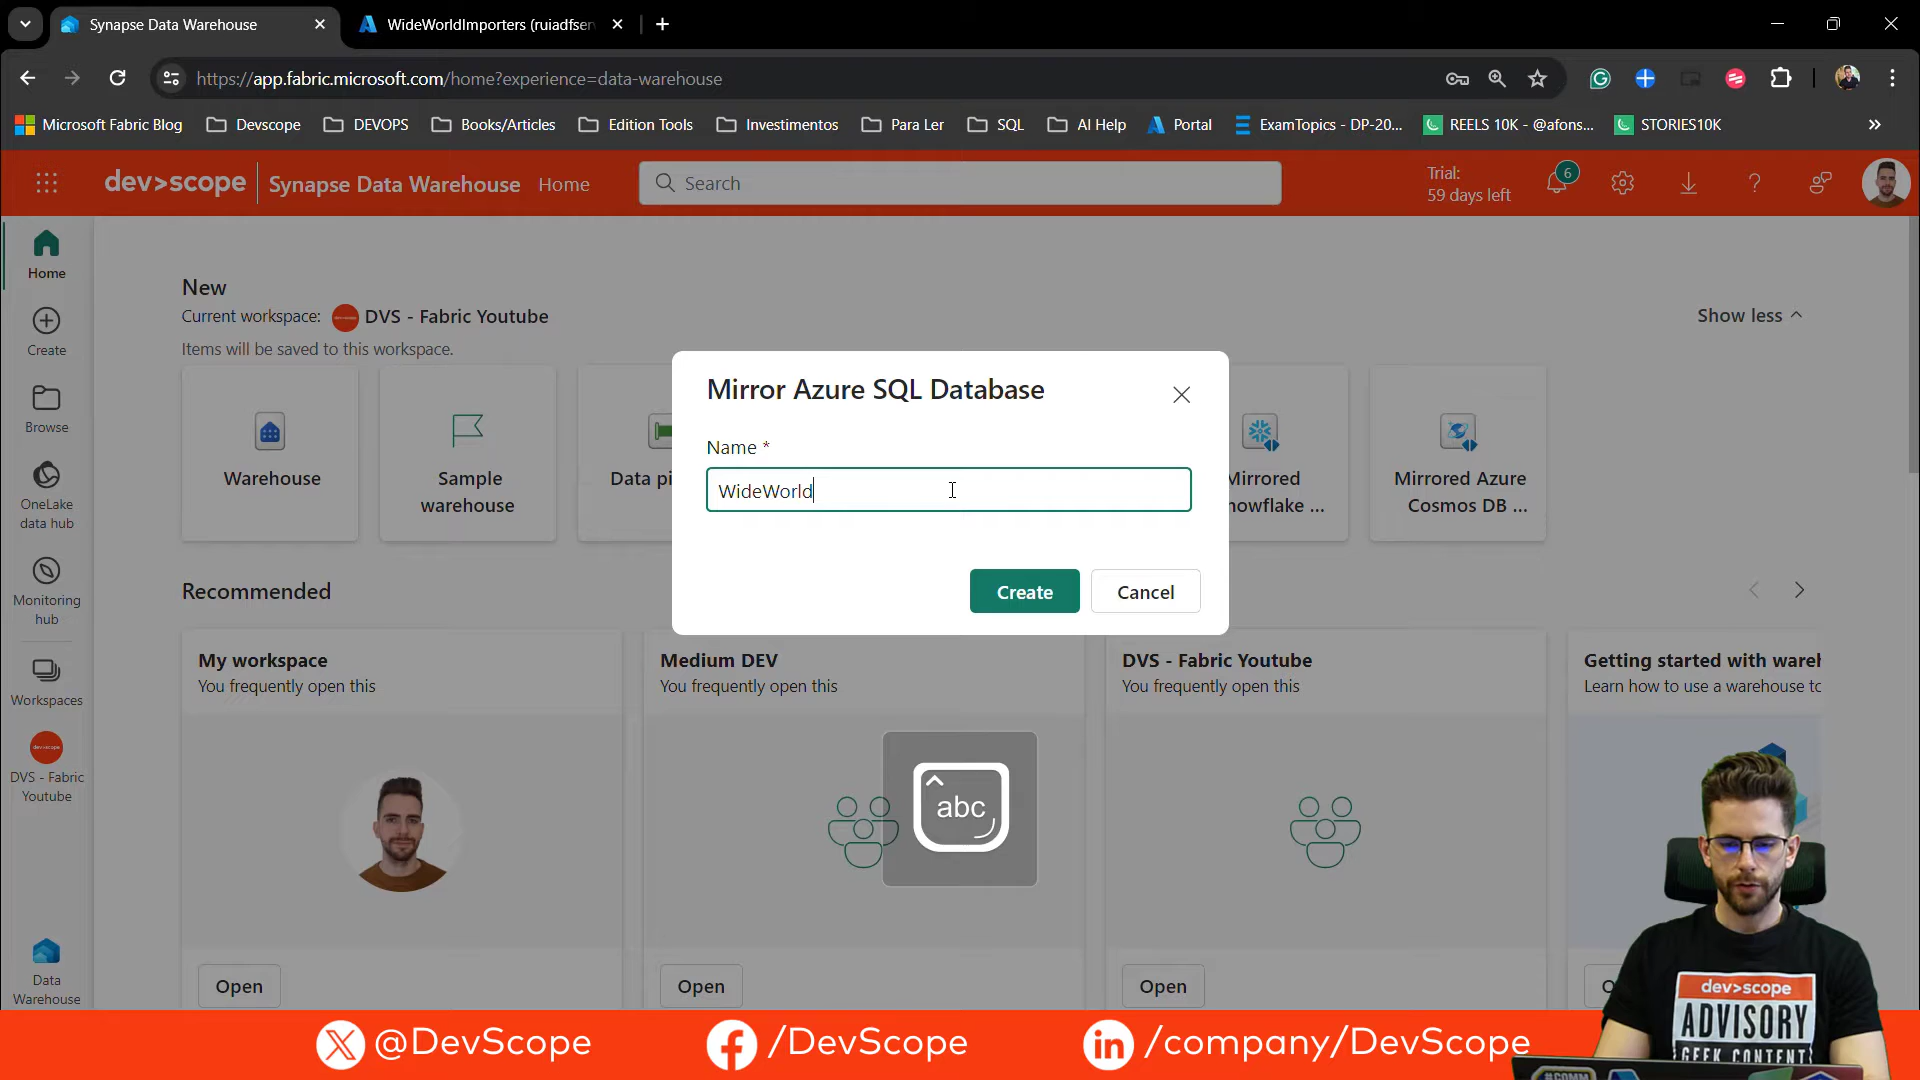 Synapse Data Warehouse
WideWorldImporters (ruiadfser
https://app.fabric.microsoft.com/home?experience=data-warehouse
Microsoft Fabric Blog
Devscope
DEVOPS
Books/Articles
Edition Tools
Investimentos
Para Ler
SQL
AI Help
Portal
ExamTopics - DP-20...
REELS 10K - @afons...
STORIES10K
dev>scope
Synapse Data Warehouse
Home
Search
Trial:
59 days left
6
Home
Create
Browse
OneLake
data hub
Monitoring
hub
Workspaces
DVS - Fabric
Youtube
Data
Warehouse
New
Current workspace:
DVS - Fabric Youtube
Show less
Items will be saved to this workspace.
Warehouse
Sample
warehouse
Data pi
Mirrored
nowflake ...
Mirrored Azure
Cosmos DB ...
Mirror Azure SQL Database
Name *
WideWorld
Create
Cancel
Recommended
My workspace
You frequently open this
Medium DEV
You frequently open this
DVS - Fabric Youtube
You frequently open this
Getting started with wareh
Learn how to use a warehouse to
abc
Open
Open
Open
O
dev>scope
ADVISORY
GEEK CONTENT
@DevScope
/DevScope
/company/DevScope
#COMM